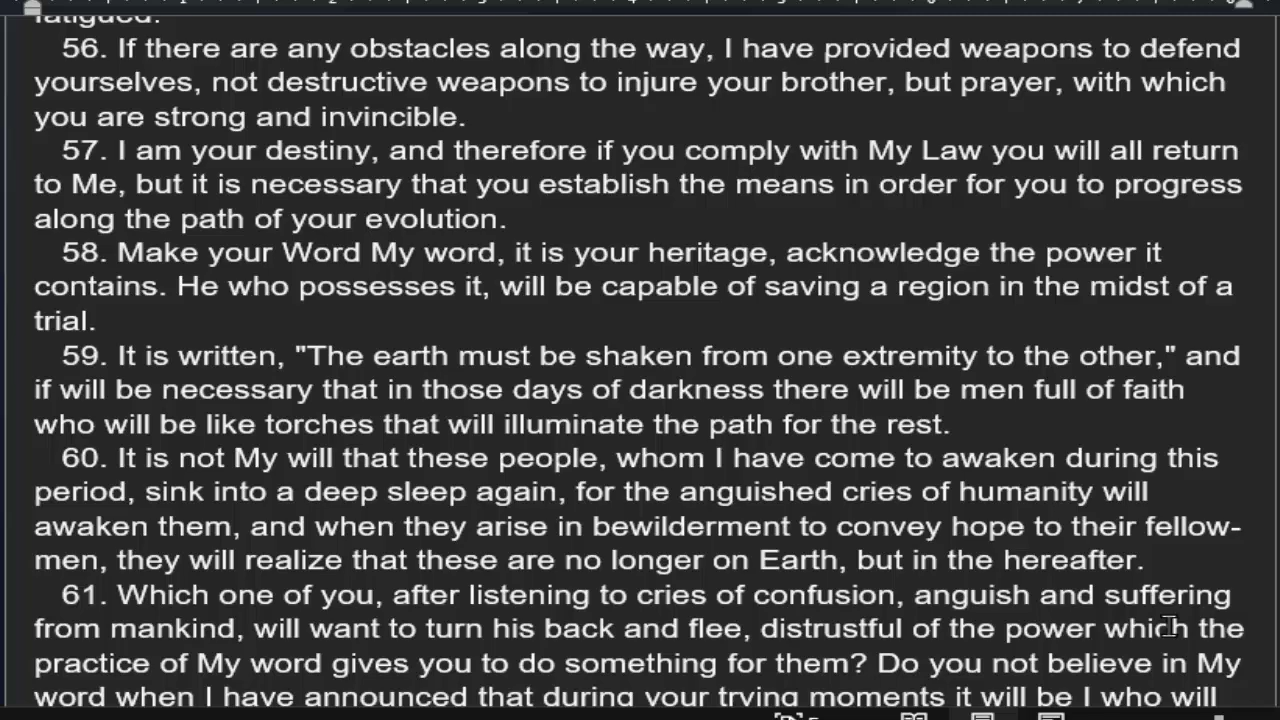 fatigued.
56. If there are any obstacles along the way, I have provided weapons to defend
yourselves, not destructive weapons to injure your brother, but prayer, with which
you are strong and invincible.
57. I am your destiny, and therefore if you comply with My Law you will all return
to Me, but it is necessary that you establish the means in order for you to progress
along the path of your evolution.
58. Make your Word My word, it is your heritage, acknowledge the power it
contains. He who possesses it, will be capable of saving a region in the midst of a
trial.
59. It is written, "The earth must be shaken from one extremity to the other," and
if will be necessary that in those days of darkness there will be men full of faith
who will be like torches that will illuminate the path for the rest.
60. It is not My will that these people, whom I have come to awaken during this
period, sink into a deep sleep again, for the anguished cries of humanity will
awaken them, and when they arise in bewilderment to convey hope to their fellow-
men, they will realize that these are no longer on Earth, but in the hereafter.
61. Which one of you, after listening to cries of confusion, anguish and suffering
from mankind, will want to turn his back and flee, distrustful of the power which the
practice of My word gives you to do something for them? Do you not believe in My
word when I have announced that during your trying moments it will be I who will